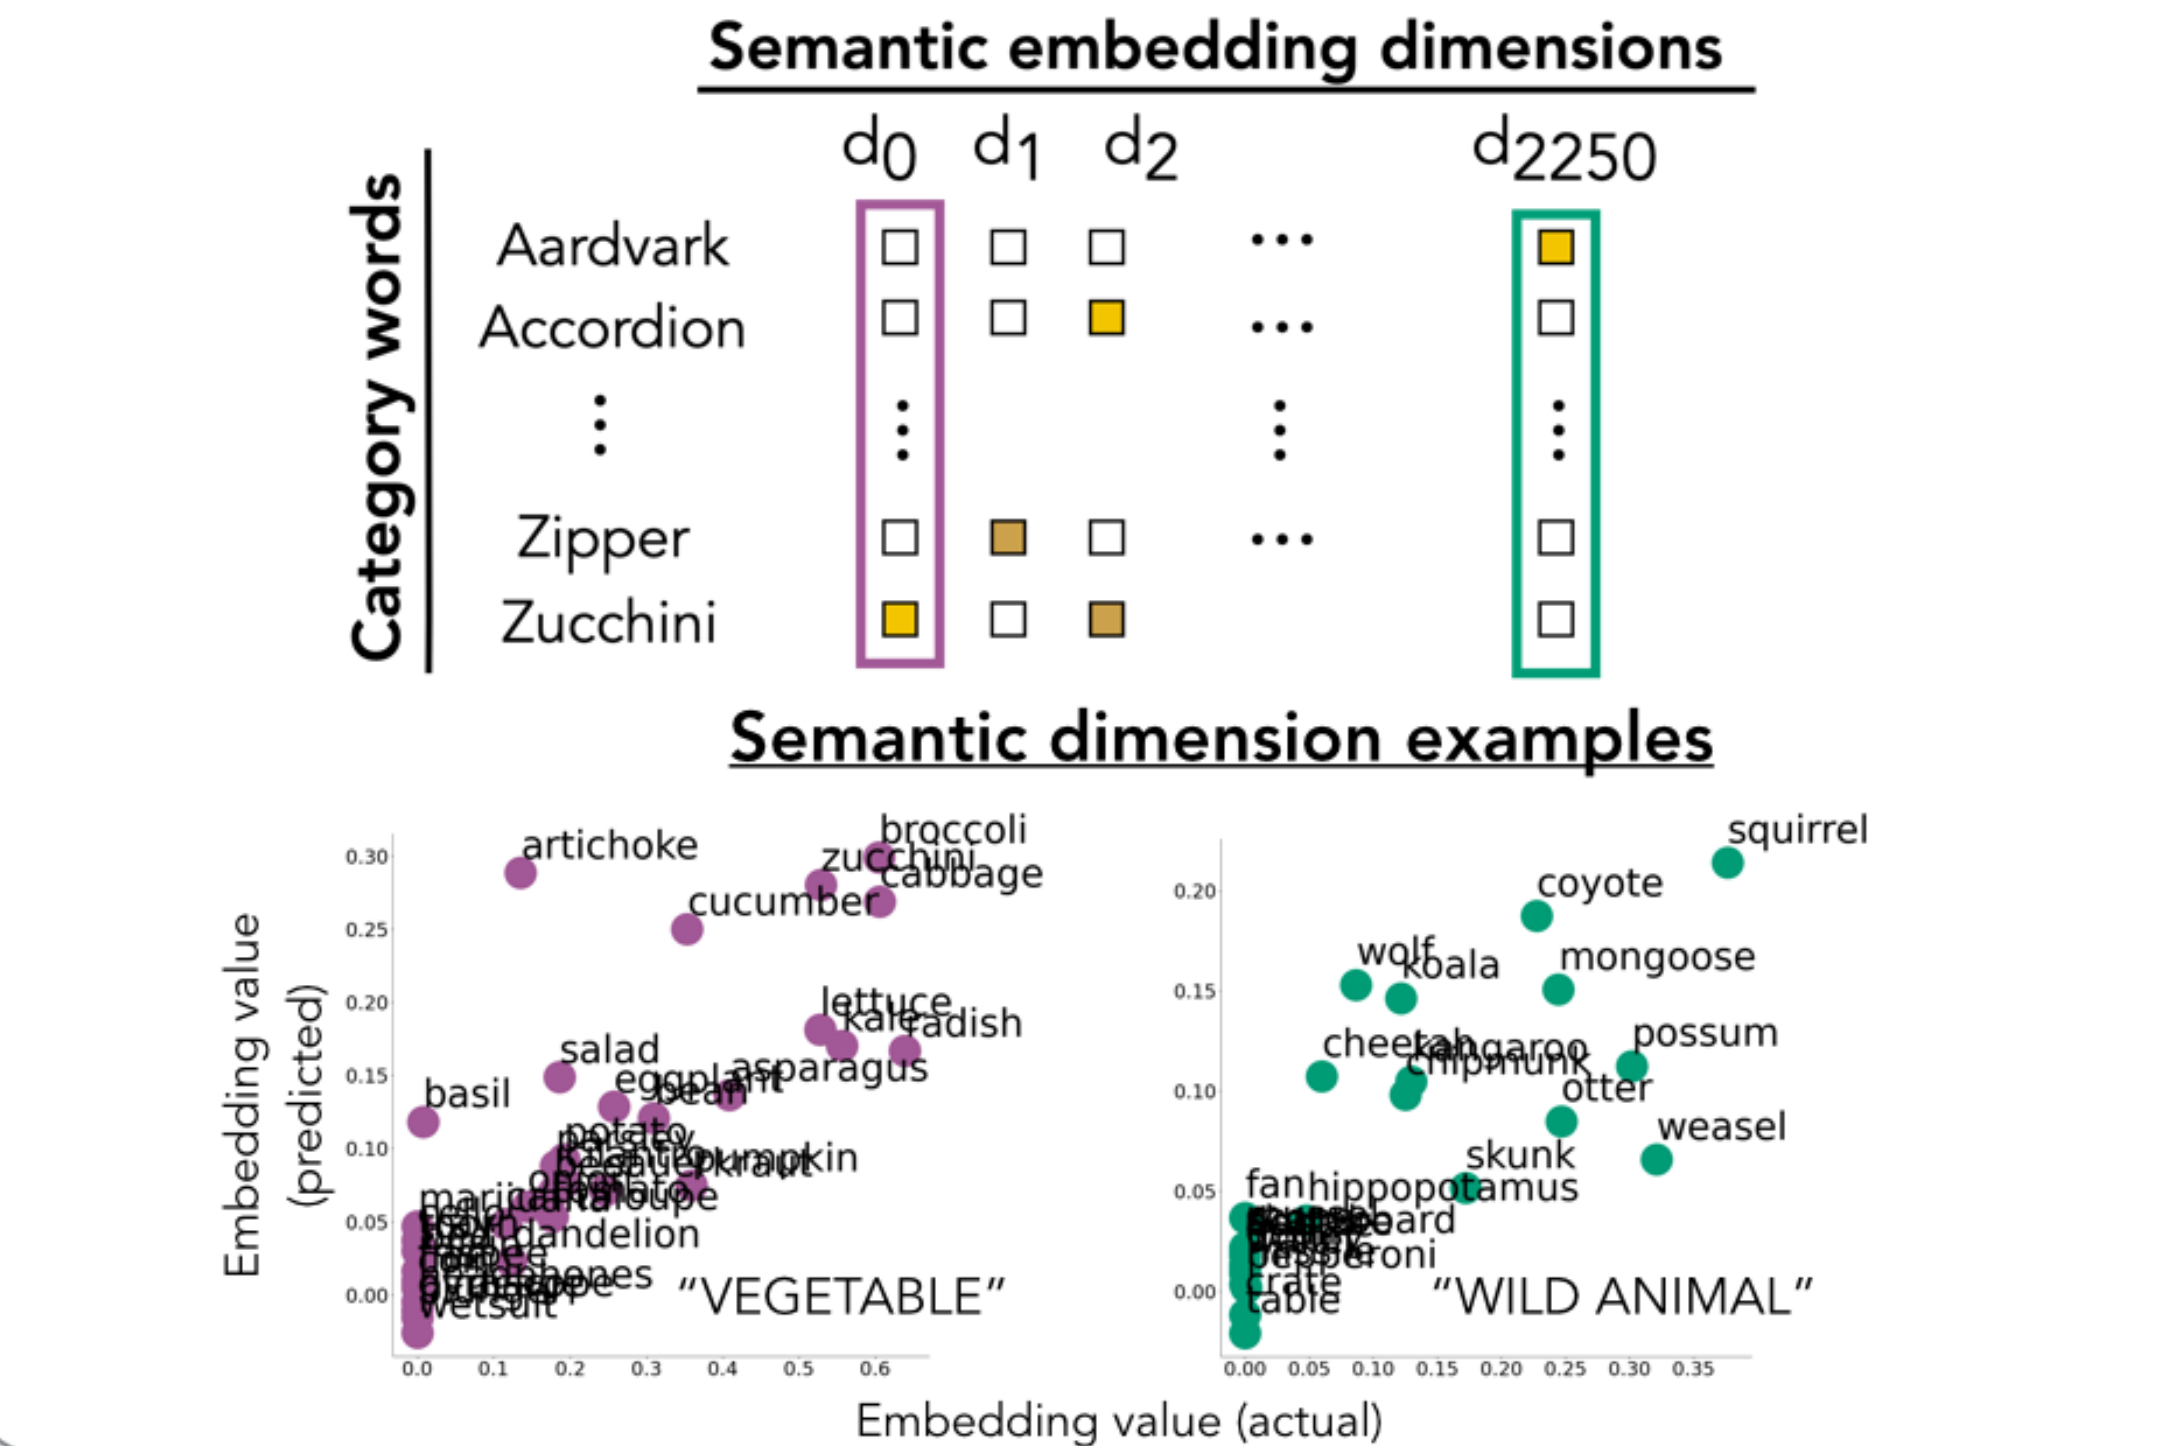 Semantic embedding dimensions
d0 d1 d2 d2250
Category words
Aardvark ...
Accordion ...
Zipper ...
Zucchini
Semantic dimension examples
Embedding value
(predicted)
0.30
0.25
0.20
0.15
0.10
0.05
0.00
artichoke
broccoli
zucchini
cabbage
cucumber
lettuce
kale
radish
salad
asparagus
eggplant
bean
basil
potato
pumpkin
dandelion
wetsuit
"VEGETABLE"
0.0 0.1 0.2 0.3 0.4 0.5 0.6
0.20
0.15
0.10
0.05
0.00
squirrel
coyote
wolf
koala
mongoose
cheetah
kangaroo
chipmunk
possum
otter
weasel
skunk
fan
hippopotamus
pepperoni
crate
table
"WILD ANIMAL"
0.00 0.05 0.10 0.15 0.20 0.25 0.30 0.35
Embedding value (actual)